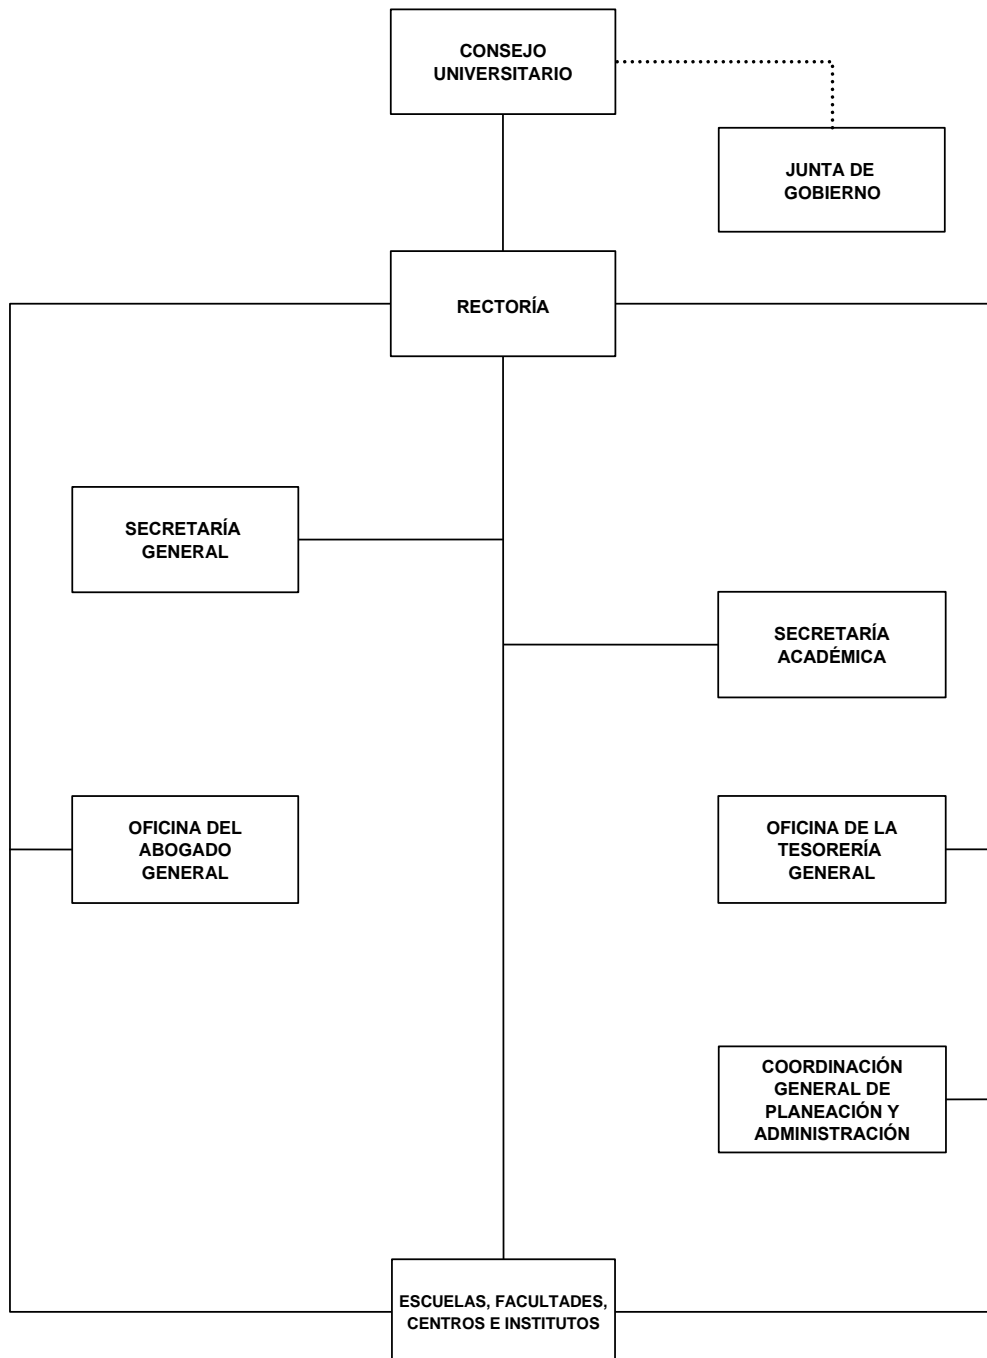 CONSEJO
UNIVERSITARIO
JUNTA DE
GOBIERNO
RECTORÍA
SECRETARÍA
GENERAL
SECRETARÍA
ACADÉMICA
OFICINA DEL
ABOGADO
GENERAL
OFICINA DE LA
TESORERÍA
GENERAL
COORDINACIÓN
GENERAL DE
PLANEACIÓN Y
ADMINISTRACIÓN
ESCUELAS, FACULTADES,
CENTROS E INSTITUTOS